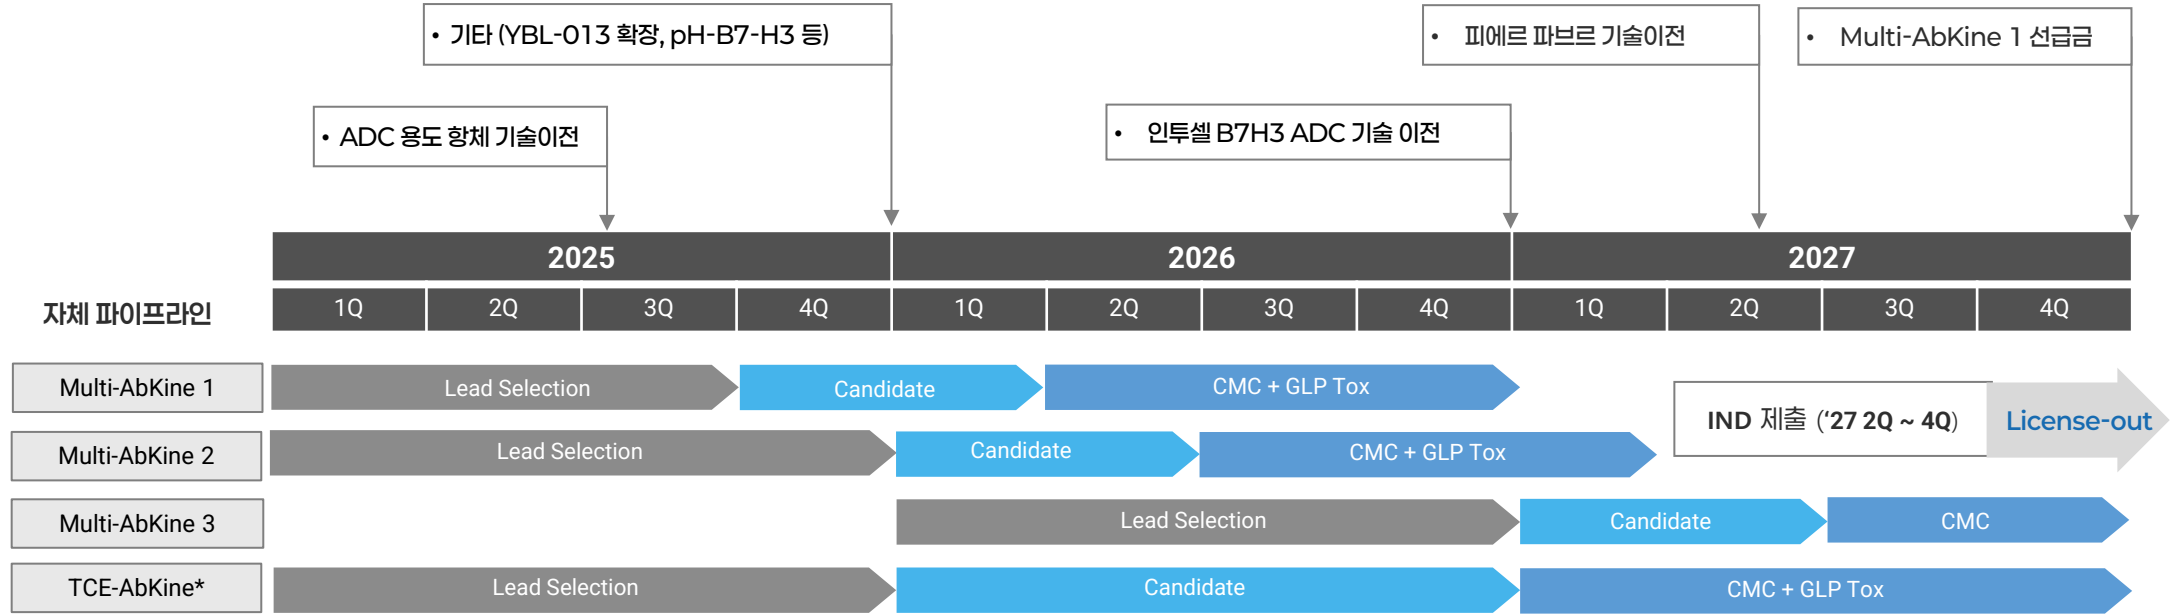 • 기타 (YBL-013 확장, pH-B7-H3 등)
• 피에르 파브르 기술이전
• Multi-AbKine 1 선급금
• ADC 용도 항체 기술이전
• 인투셀 B7H3 ADC 기술 이전
2025 2026 2027
자체 파이프라인 1Q 2Q 3Q 4Q 1Q 2Q 3Q 4Q 1Q 2Q 3Q 4Q
Multi-AbKine 1 Lead Selection Candidate CMC + GLP Tox
IND 제출 (‘27 2Q ~ 4Q) License-out
Multi-AbKine 2 Lead Selection Candidate CMC + GLP Tox
Multi-AbKine 3 Lead Selection Candidate CMC
TCE-AbKine* Lead Selection Candidate CMC + GLP Tox